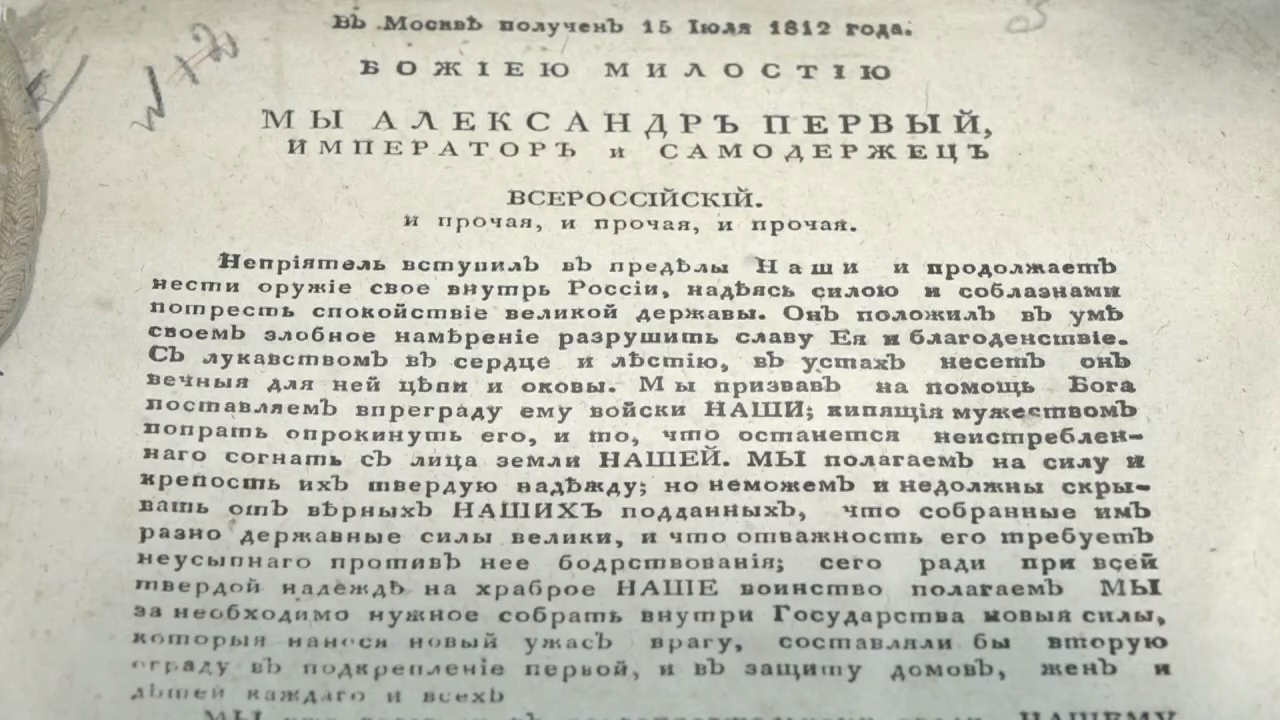 Въ Москвѣ полученъ 15 Іюля 1812 года.
БОЖІЕЮ МИЛОСТІЮ
МЫ АЛЕКСАНДРЪ ПЕРВЫЙ,
ИМПЕРАТОРЪ и САМОДЕРЖЕЦЪ
ВСЕРОССІЙСКІЙ.
и прочая, и прочая, и прочая.
Непріятель вступилъ въ предѣлы Наши и продолжаетъ
нести оружіе свое внутрь Россіи, надѣясь силою и соблазнами
потресть спокойствіе великой державы. Онъ положилъ въ умѣ
своемъ злобное намѣреніе разрушить славу Ея и благоденствіе.
Съ лукавствомъ въ сердце и лѣстію, въ устахъ несетъ онъ
вечныя для ней цѣпи и оковы. Мы призвавъ на помощь Бога
поставляемъ впреграду ему войски НАШИ; кипящія мужествомъ
попрать опрокинуть его, и то, что останется неистреблен-
наго согнать съ лица земли НАШЕЙ. МЫ полагаемъ на силу и
крепость ихъ твердую надѣжду; но неможемъ и недолжны скры-
вать отъ вѣрныхъ НАШИХЪ подданныхъ, что собранные имъ
разно державные силы велики, и что отважность его требуетъ
неусыпнаго противъ нее бодрствованія; сего ради при всей
твердой надеждѣ на храброе НАШЕ воинство полагаемъ МЫ
за необходимо нужное собрать внутри Государства новыя силы,
которыя нанося новый ужасъ врагу, составляли бы вторую
ограду въ подкрепленіе первой, и въ защиту домовъ, женъ и
дѣтей каждаго и всехъ
МЫ НАШЕМУ